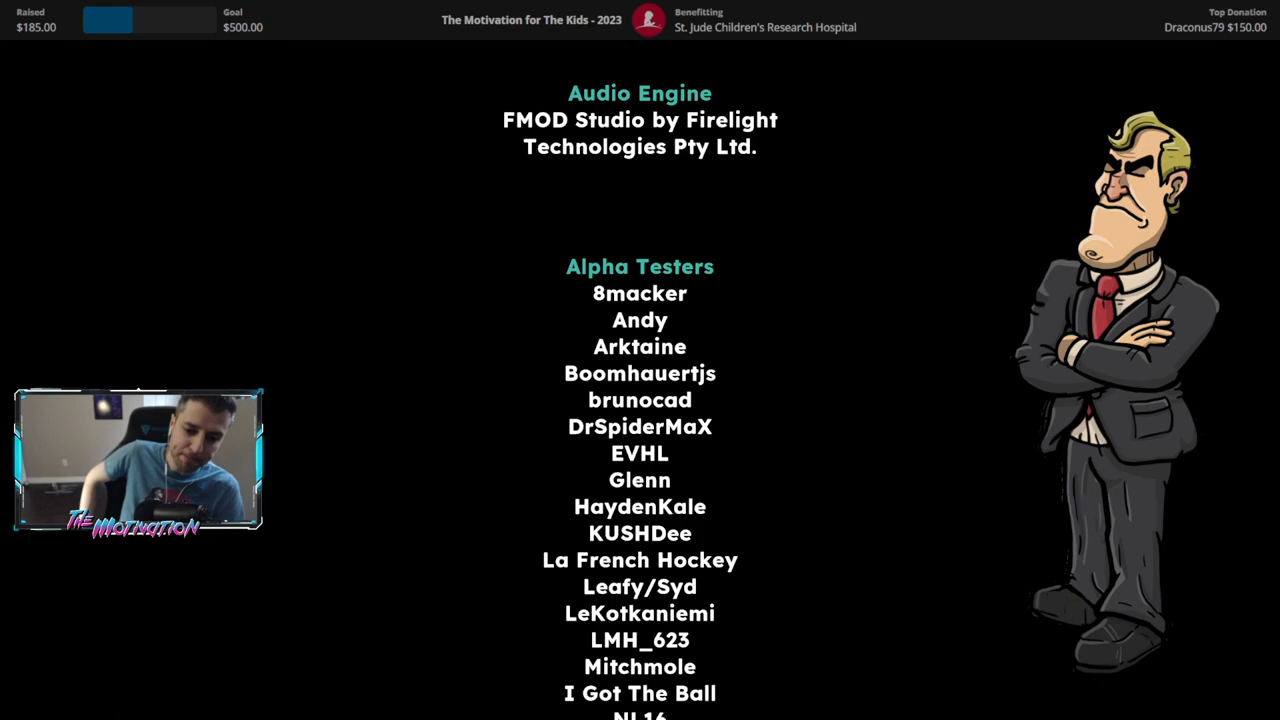 Raised
$185.00
Goal
$500.00
The Motivation for The Kids - 2023
Benefitting
St. Jude Children's Research Hospital
Top Donation
Draconus79 $150.00
Audio Engine
FMOD Studio by Firelight
Technologies Pty Ltd.
Alpha Testers
8macker
Andy
Arktaine
Boomhauertjs
brunocad
DrSpiderMaX
EVHL
Glenn
HaydenKale
KUSHDee
La French Hockey
Leafy/Syd
LeKotkaniemi
LMH_623
Mitchmole
I Got The Ball
The Motivation